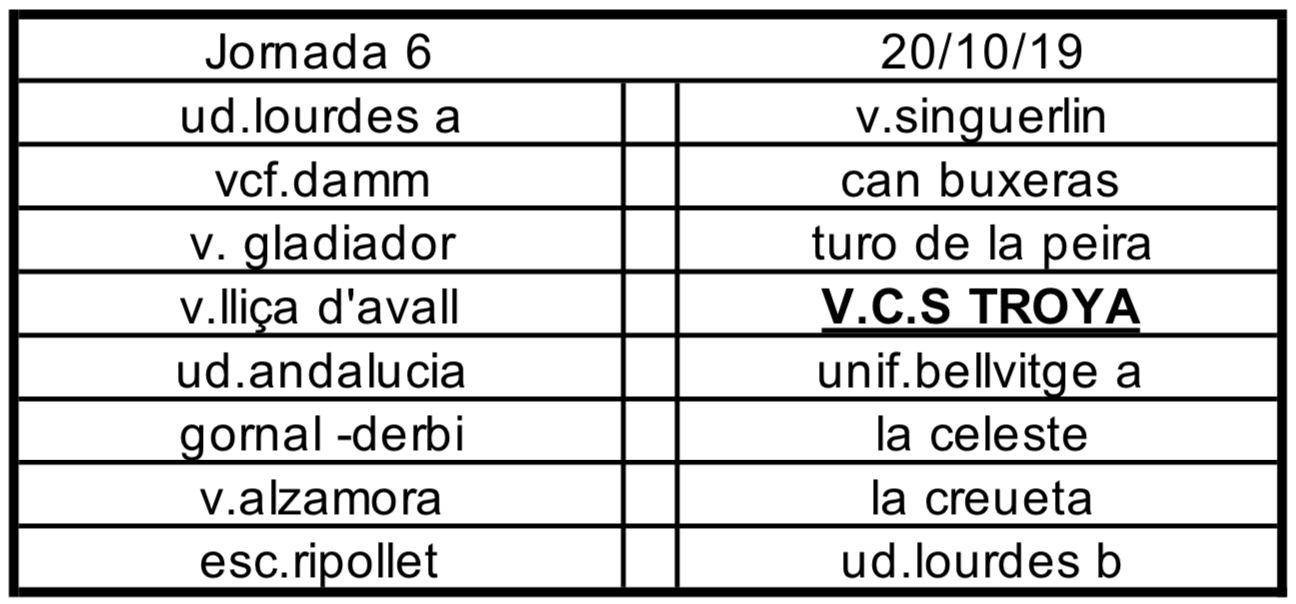 Jornada 6 20/10/19
ud.lourdes a v.singuerlin
vcf.damm can buxeras
v. gladiador turo de la peira
v.lliça d'avall V.C.S TROYA
ud.andalucia unif.bellvitge a
gornal -derbi la celeste
v.alzamora la creueta
esc.ripollet ud.lourdes b